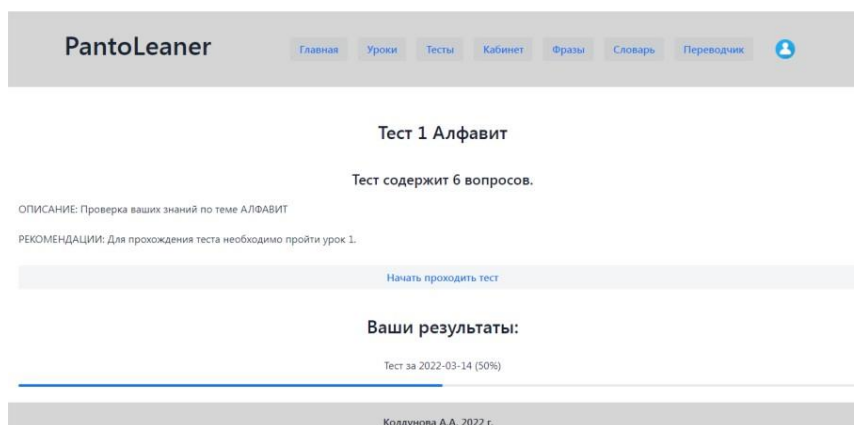 PantoLeaner
Главная Уроки Тесты Кабинет Фразы Словарь Переводчик
Тест 1 Алфавит
Тест содержит 6 вопросов.
ОПИСАНИЕ: Проверка ваших знаний по теме АЛФАВИТ
РЕКОМЕНДАЦИИ: Для прохождения теста необходимо пройти урок 1.
Начать проходить тест
Ваши результаты:
Тест за 2022-03-14 (50%)
Колдунова А.А. 2022 г.